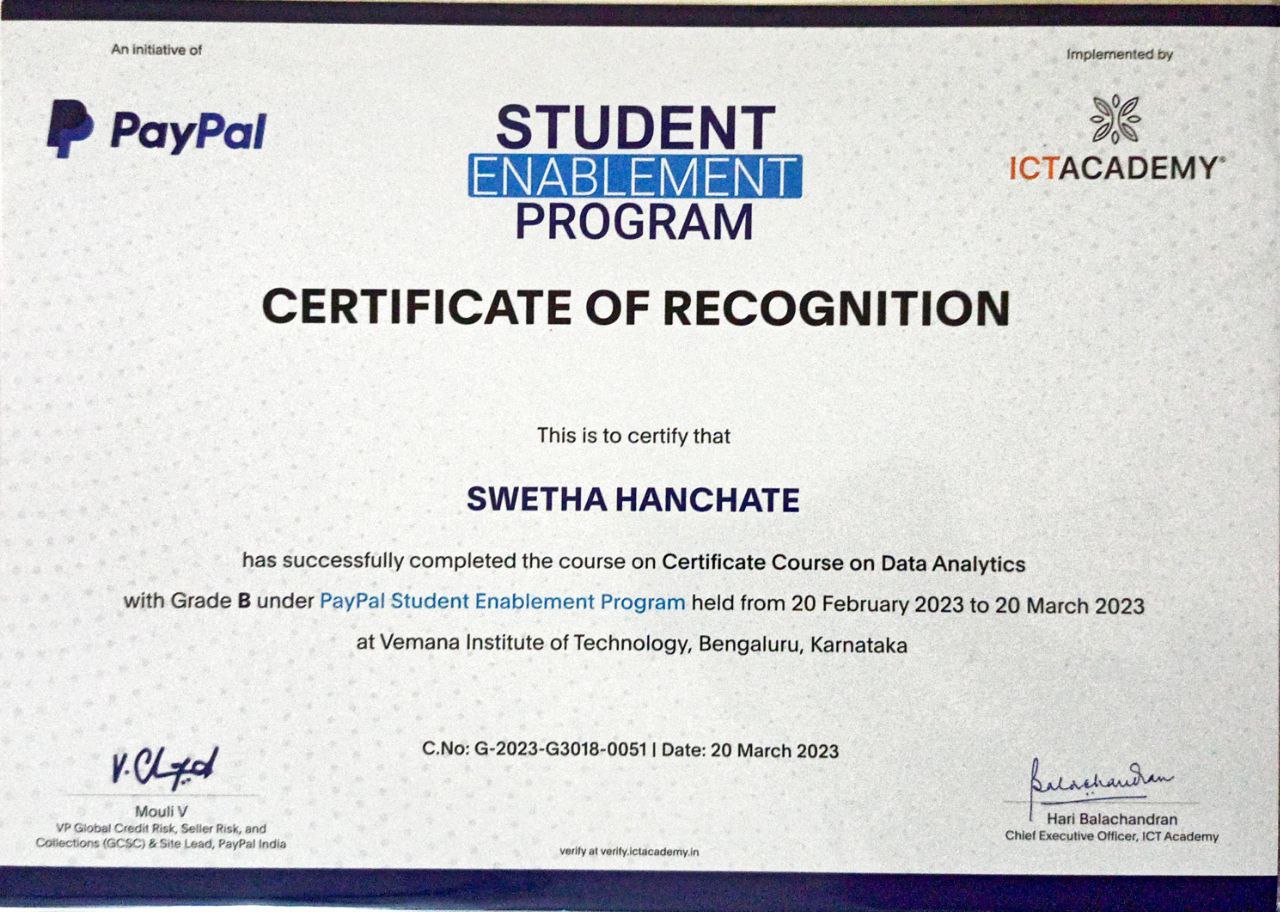 An initiative of
Implemented by
PayPal
STUDENT
ENABLEMENT
PROGRAM
ICTACADEMY®
CERTIFICATE OF RECOGNITION
This is to certify that
SWETHA HANCHATE
has successfully completed the course on Certificate Course on Data Analytics
with Grade B under PayPal Student Enablement Program held from 20 February 2023 to 20 March 2023
at Vemana Institute of Technology, Bengaluru, Karnataka
C.No: G-2023-G3018-0051 | Date: 20 March 2023
Mouli V
VP Global Credit Risk, Seller Risk, and
Collections (GCSC) & Site Lead, PayPal India
Balachandran
Hari Balachandran
Chief Executive Officer, ICT Academy
verify at verify.ictacademy.in